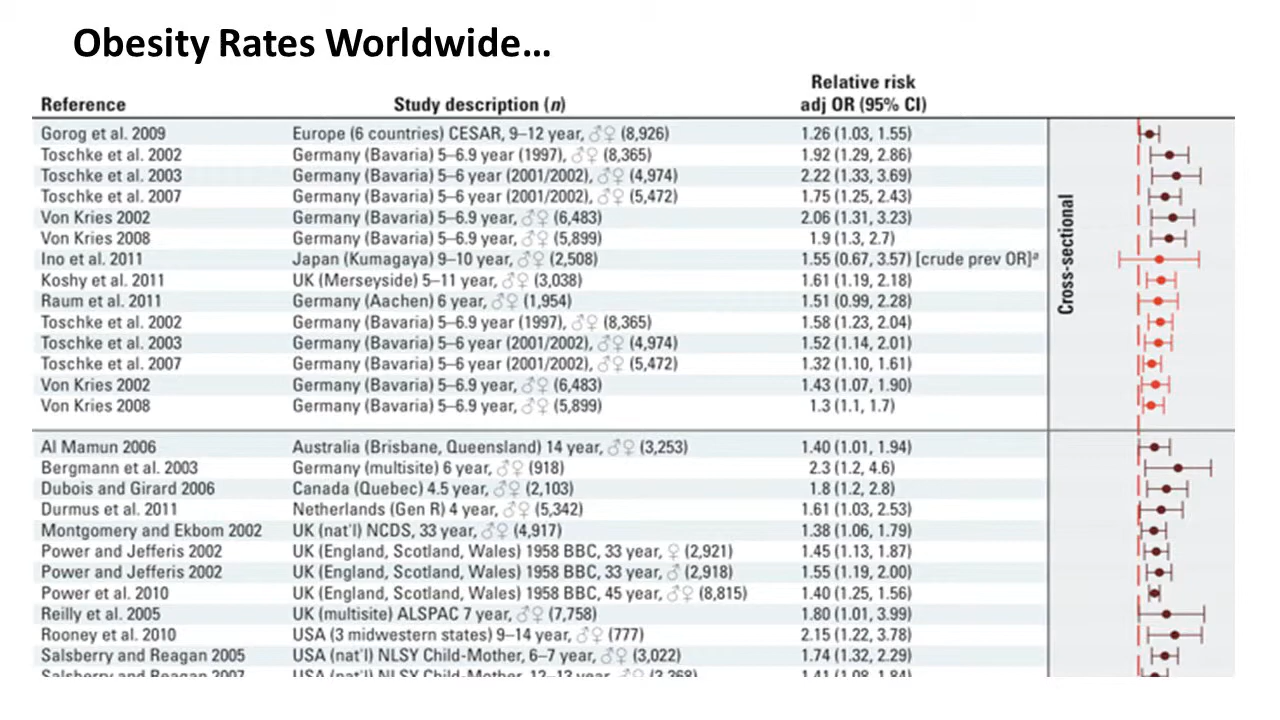 Obesity Rates Worldwide...
Relative risk
Reference Study description (n) adj OR (95% CI)
Gorog et al. 2009 Europe (6 countries) CESAR, 9–12 year, ♂♀ (8,926) 1.26 (1.03, 1.55)
Toschke et al. 2002 Germany (Bavaria) 5–6.9 year (1997), ♂♀ (8,365) 1.92 (1.29, 2.86)
Toschke et al. 2003 Germany (Bavaria) 5–6 year (2001/2002), ♂♀ (4,974) 2.22 (1.33, 3.69)
Toschke et al. 2007 Germany (Bavaria) 5–6 year (2001/2002), ♂♀ (5,472) 1.75 (1.25, 2.43)
Von Kries 2002 Germany (Bavaria) 5–6.9 year, ♂♀ (6,483) 2.06 (1.31, 3.23)
Von Kries 2008 Germany (Bavaria) 5–6.9 year, ♂♀ (5,899) 1.9 (1.3, 2.7)
Ino et al. 2011 Japan (Kumagaya) 9–10 year, ♂♀ (2,508) 1.55 (0.67, 3.57) [crude prev OR]a
Koshy et al. 2011 UK (Merseyside) 5–11 year, ♂♀ (3,038) 1.61 (1.19, 2.18)
Raum et al. 2011 Germany (Aachen) 6 year, ♂♀ (1,954) 1.51 (0.99, 2.28)
Toschke et al. 2002 Germany (Bavaria) 5–6.9 year (1997), ♂♀ (8,365) 1.58 (1.23, 2.04)
Toschke et al. 2003 Germany (Bavaria) 5–6 year (2001/2002), ♂♀ (4,974) 1.52 (1.14, 2.01)
Toschke et al. 2007 Germany (Bavaria) 5–6 year (2001/2002), ♂♀ (5,472) 1.32 (1.10, 1.61)
Von Kries 2002 Germany (Bavaria) 5–6.9 year, ♂♀ (6,483) 1.43 (1.07, 1.90)
Von Kries 2008 Germany (Bavaria) 5–6.9 year, ♂♀ (5,899) 1.3 (1.1, 1.7)
Cross-sectional
Al Mamun 2006 Australia (Brisbane, Queensland) 14 year, ♂♀ (3,253) 1.40 (1.01, 1.94)
Bergmann et al. 2003 Germany (multisite) 6 year, ♂♀ (918) 2.3 (1.2, 4.6)
Dubois and Girard 2006 Canada (Quebec) 4.5 year, ♂♀ (2,103) 1.8 (1.2, 2.8)
Durmus et al. 2011 Netherlands (Gen R) 4 year, ♂♀ (5,342) 1.61 (1.03, 2.53)
Montgomery and Ekbom 2002 UK (nat'l) NCDS, 33 year, ♂♀ (4,917) 1.38 (1.06, 1.79)
Power and Jefferis 2002 UK (England, Scotland, Wales) 1958 BBC, 33 year, ♀ (2,921) 1.45 (1.13, 1.87)
Power and Jefferis 2002 UK (England, Scotland, Wales) 1958 BBC, 33 year, ♂ (2,918) 1.55 (1.19, 2.00)
Power et al. 2010 UK (England, Scotland, Wales) 1958 BBC, 45 year, ♂♀ (8,815) 1.40 (1.25, 1.56)
Reilly et al. 2005 UK (multisite) ALSPAC 7 year, ♂♀ (7,758) 1.80 (1.01, 3.99)
Rooney et al. 2010 USA (3 midwestern states) 9–14 year, ♂♀ (777) 2.15 (1.22, 3.78)
Salsberry and Reagan 2005 USA (nat'l) NLSY Child-Mother, 6–7 year, ♂♀ (3,022) 1.74 (1.32, 2.29)
Salsberry and Reagan 2007 USA (nat'l) NLSY Child-Mother, 12–13 year, ♂♀ (3,368) 1.41 (1.08, 1.84)